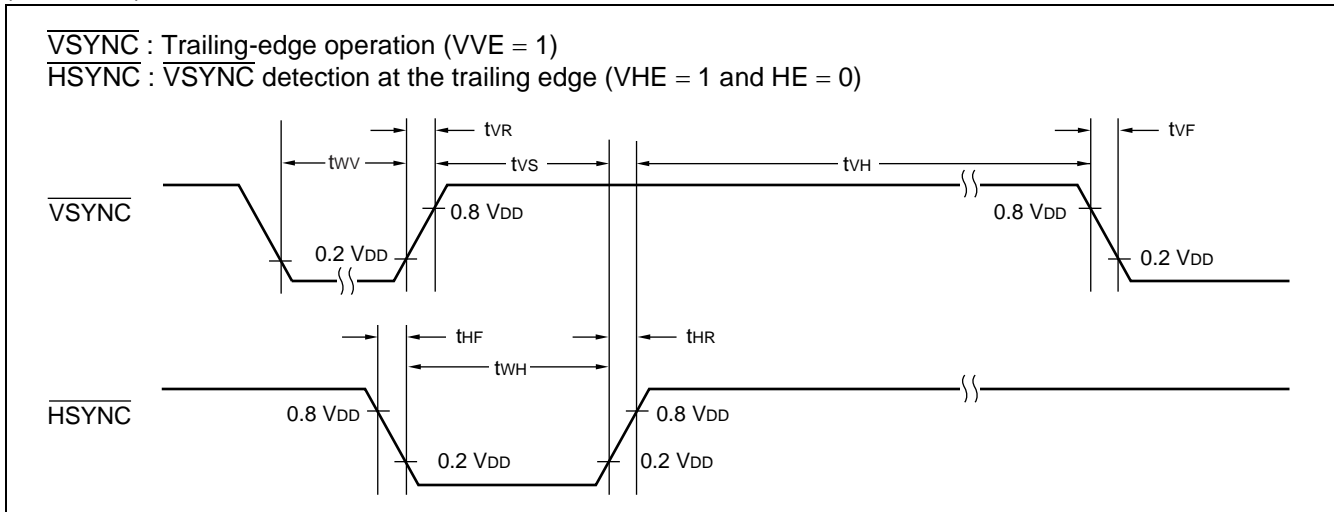 VSYNC : Trailing-edge operation (VVE = 1)
HSYNC : VSYNC detection at the trailing edge (VHE = 1 and HE = 0)
tVR
tVF
tWV
tVS
tVH
VSYNC
0.8 VDD
0.8 VDD
0.2 VDD
0.2 VDD
tHF
tHR
tWH
HSYNC
0.8 VDD
0.8 VDD
0.2 VDD
0.2 VDD